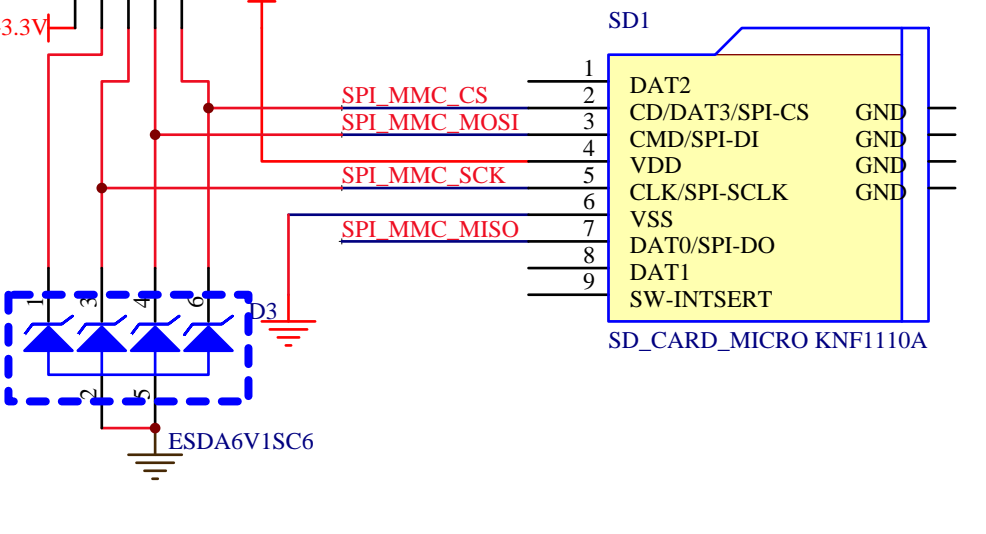 SD1
3.3V
1
DAT2
SPI_MMC_CS
2
CD/DAT3/SPI-CS
GND
SPI_MMC_MOSI
3
CMD/SPI-DI
GND
4
VDD
GND
SPI_MMC_SCK
5
CLK/SPI-SCLK
GND
6
VSS
SPI_MMC_MISO
7
DAT0/SPI-DO
8
DAT1
9
SW-INTSERT
SD_CARD_MICRO KNF1110A
1
3
4
6
D3
2
5
ESDA6V1SC6